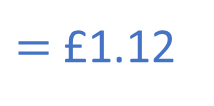 = £1.12